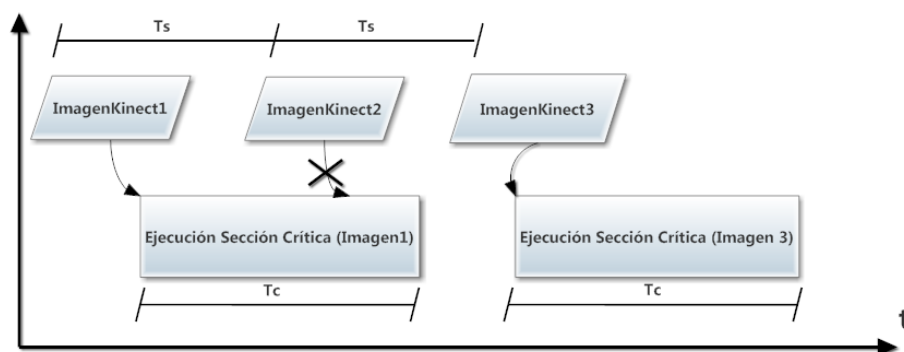 Ts
Ts
ImagenKinect1
ImagenKinect2
ImagenKinect3
Ejecución Sección Crítica (Imagen1)
Ejecución Sección Crítica (Imagen 3)
Tc
Tc
t